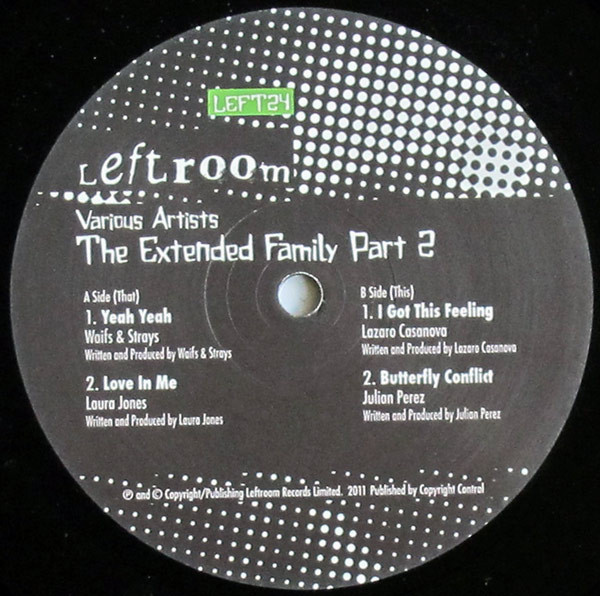 LEFT24
Leftroom
Various Artists
The Extended Family Part 2
A Side (That)
1. Yeah Yeah
Waifs & Strays
Written and Produced by Waifs & Strays
2. Love In Me
Laura Jones
Written and Produced by Laura Jones
B Side (This)
1. I Got This Feeling
Lazaro Casanova
Written and Produced by Lazaro Casanova
2. Butterfly Conflict
Julian Perez
Written and Produced by Julian Perez
℗ and © Copyright/Publishing Leftroom Records Limited. 2011 Published by Copyright Control